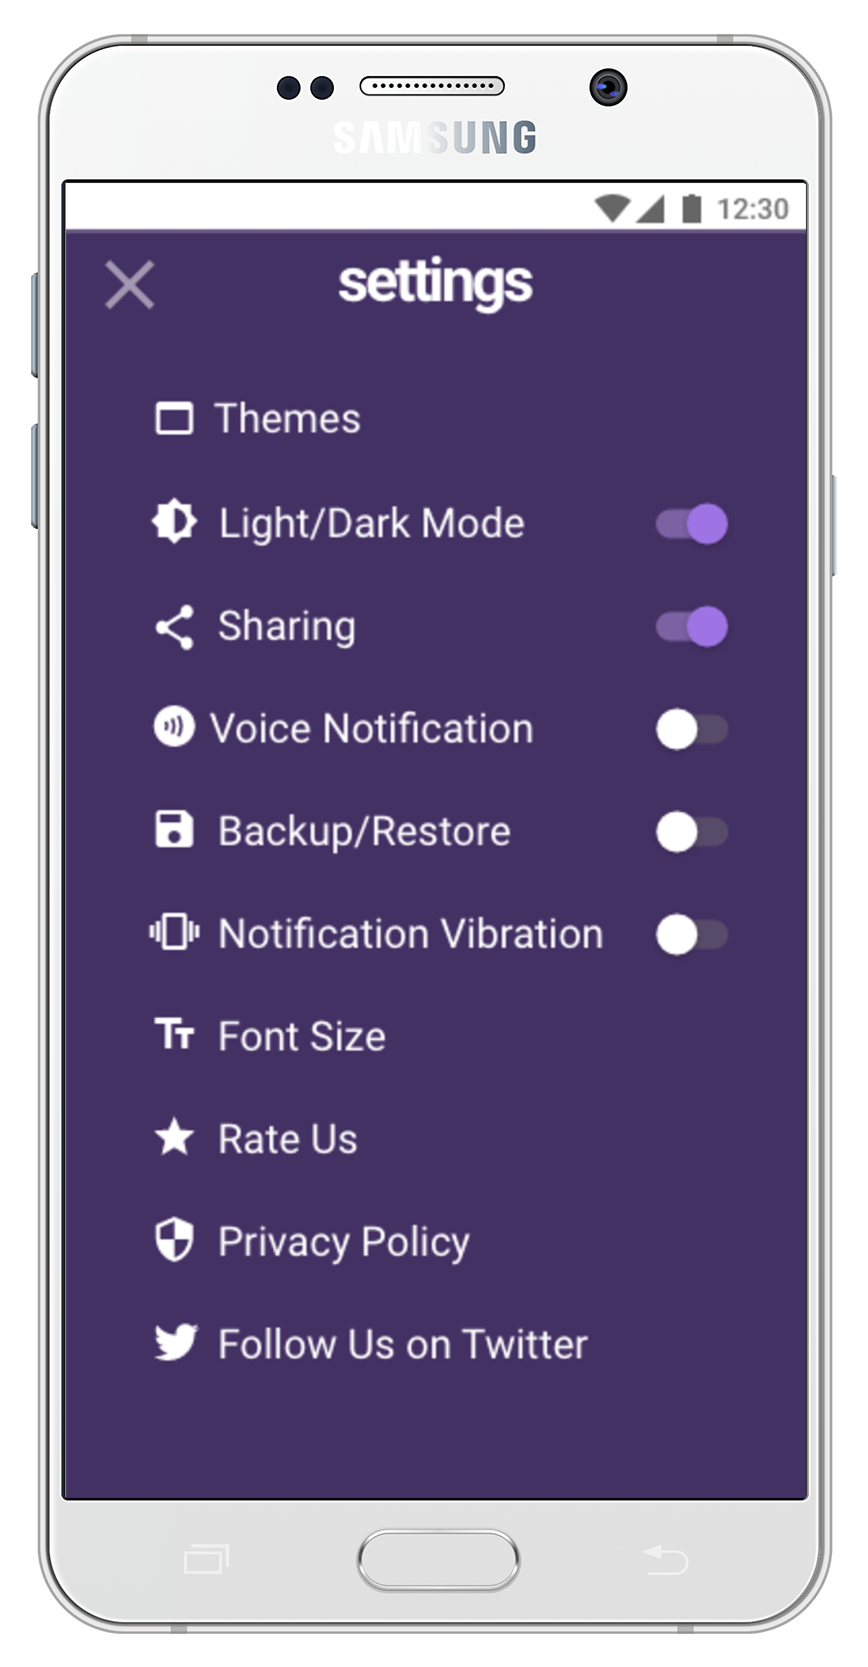 SAMSUNG
12:30
settings
Themes
Light/Dark Mode
Sharing
Voice Notification
Backup/Restore
Notification Vibration
Font Size
Rate Us
Privacy Policy
Follow Us on Twitter